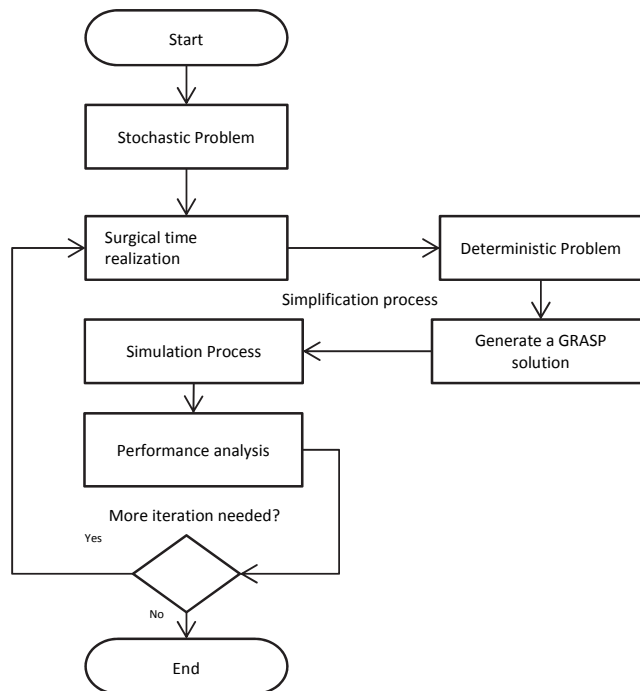 Start
Stochastic Problem
Surgical time
realization
Deterministic Problem
Simplification process
Generate a GRASP
solution
Simulation Process
Performance analysis
More iteration needed?
Yes
No
End